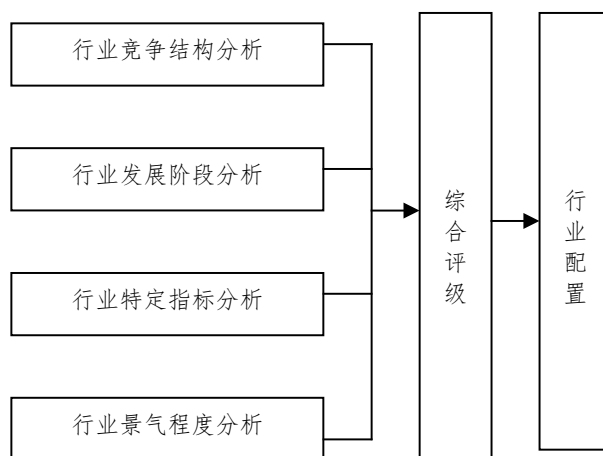 行业竞争结构分析
行业发展阶段分析
行业特定指标分析
行业景气程度分析
综合评级
行业配置